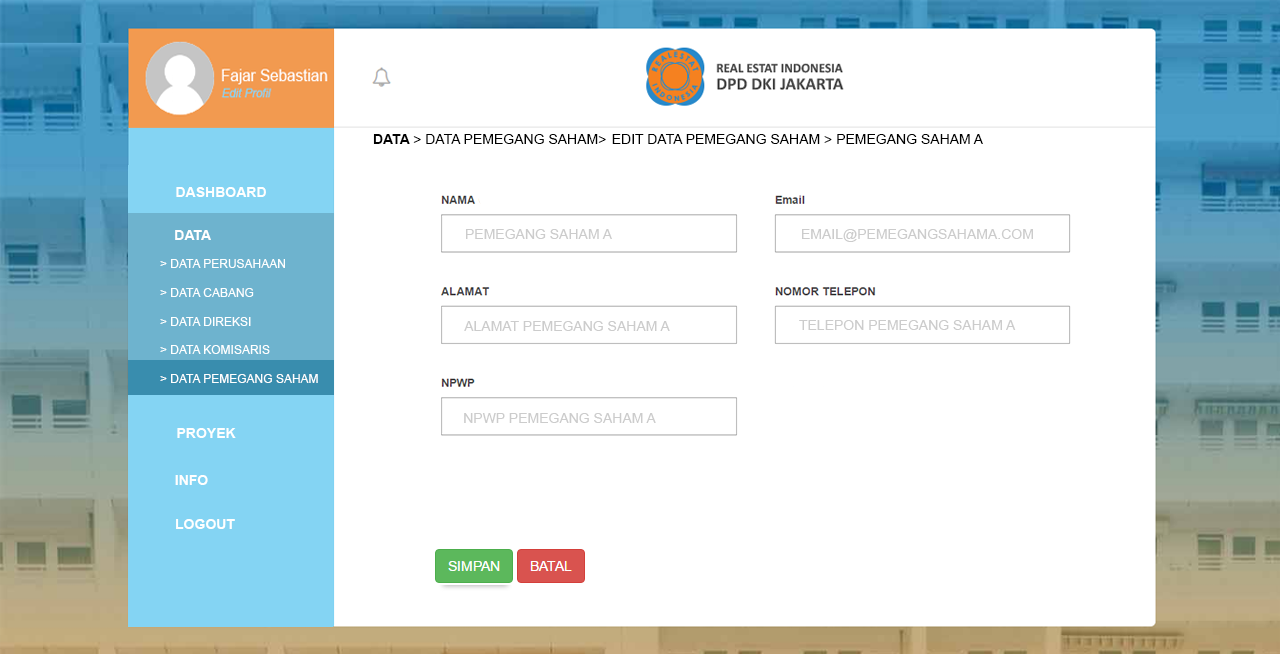 Fajar Sebastian
Edit Profil
REAL ESTAT INDONESIA
REAL ESTAT INDONESIA
DPD DKI JAKARTA
DATA > DATA PEMEGANG SAHAM> EDIT DATA PEMEGANG SAHAM > PEMEGANG SAHAM A
DASHBOARD
DATA
> DATA PERUSAHAAN
> DATA CABANG
> DATA DIREKSI
> DATA KOMISARIS
> DATA PEMEGANG SAHAM
PROYEK
INFO
LOGOUT
NAMA
PEMEGANG SAHAM A
Email
EMAIL@PEMEGANGSAHAMA.COM
ALAMAT
ALAMAT PEMEGANG SAHAM A
NOMOR TELEPON
TELEPON PEMEGANG SAHAM A
NPWP
NPWP PEMEGANG SAHAM A
SIMPAN
BATAL